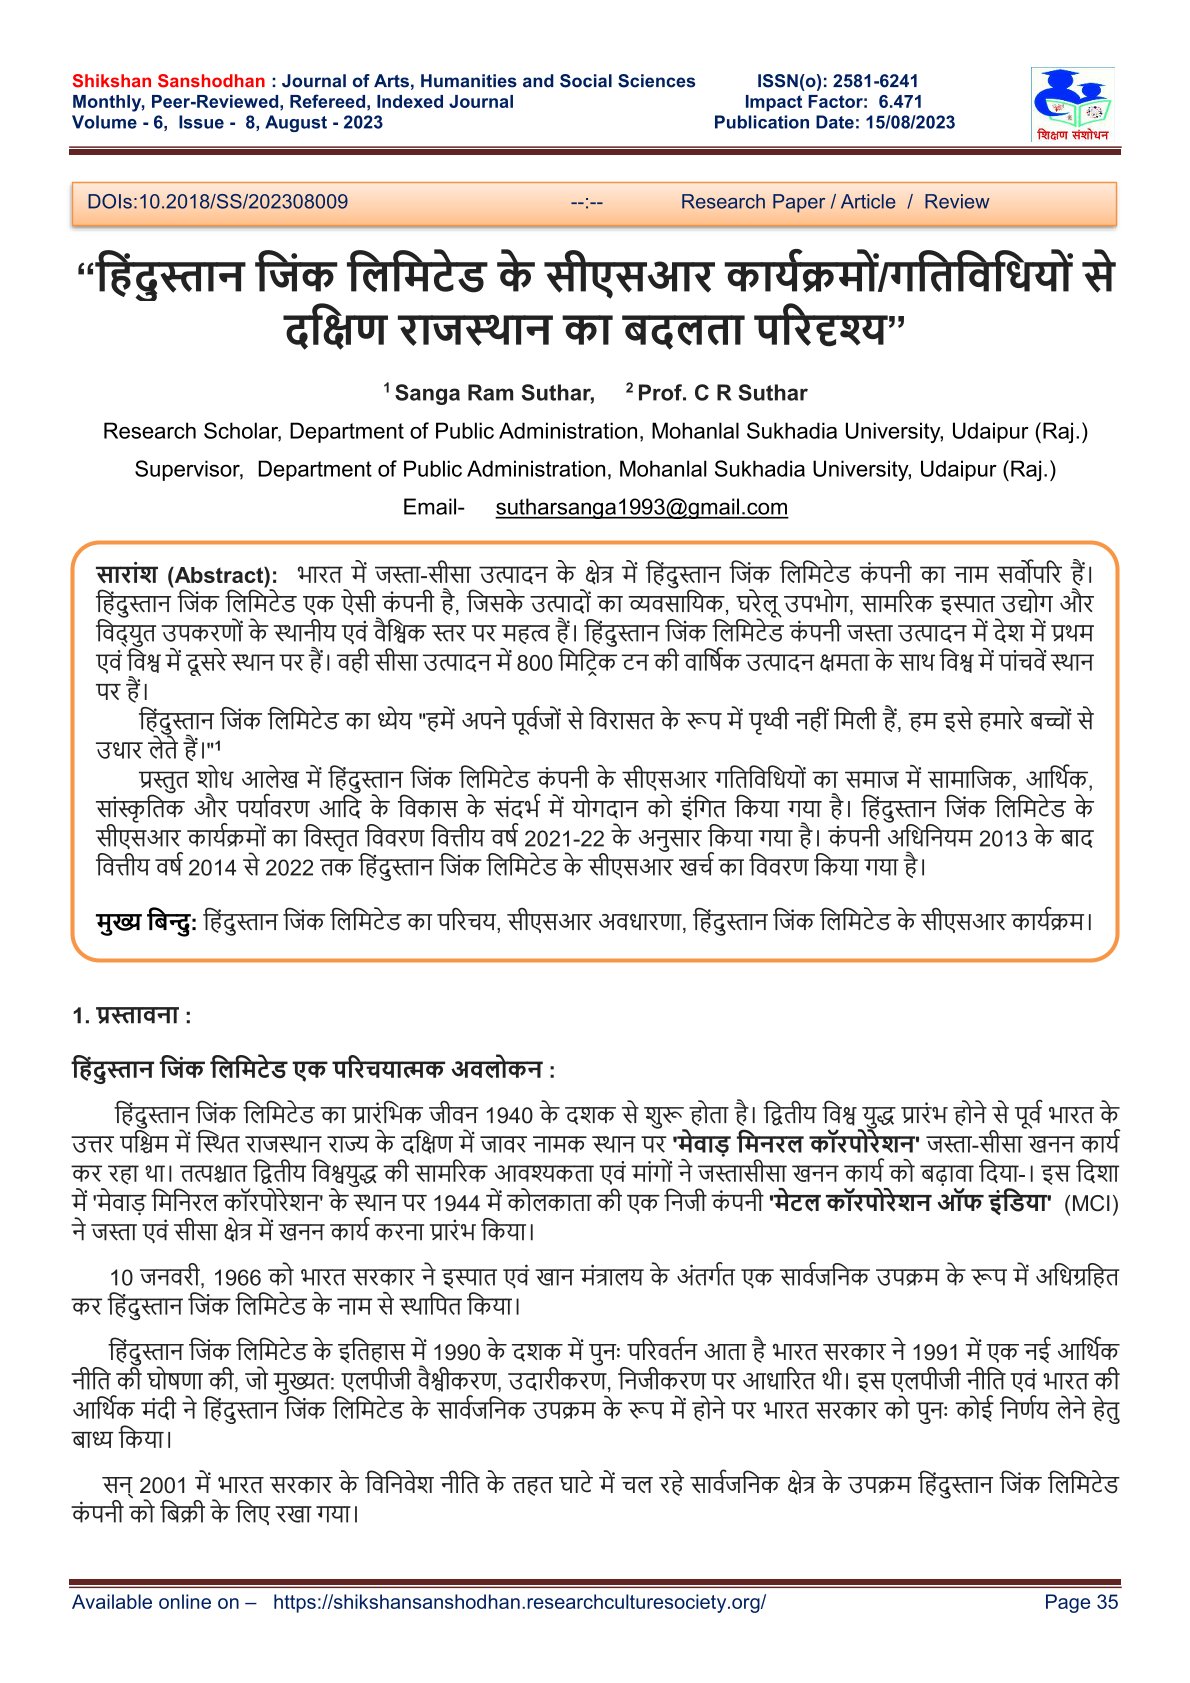 Shikshan Sanshodhan : Journal of Arts, Humanities and Social Sciences ISSN(o): 2581-6241
Monthly, Peer-Reviewed, Refereed, Indexed Journal Impact Factor: 6.471
Volume - 6, Issue - 8, August - 2023 Publication Date: 15/08/2023
शिक्षण संशोधन
DOIs:10.2018/SS/202308009 --:-- Research Paper / Article / Review
“हिंदुस्तान जिंक लिमिटेड के सीएसआर कार्यक्रमों/गतिविधियों से
दक्षिण राजस्थान का बदलता परिदृश्य”
1 Sanga Ram Suthar, 2 Prof. C R Suthar
Research Scholar, Department of Public Administration, Mohanlal Sukhadia University, Udaipur (Raj.)
Supervisor, Department of Public Administration, Mohanlal Sukhadia University, Udaipur (Raj.)
Email- sutharsanga1993@gmail.com
सारांश (Abstract): भारत में जस्ता-सीसा उत्पादन के क्षेत्र में हिंदुस्तान जिंक लिमिटेड कंपनी का नाम सर्वोपरि हैं।
हिंदुस्तान जिंक लिमिटेड एक ऐसी कंपनी है, जिसके उत्पादों का व्यवसायिक, घरेलू उपभोग, सामरिक इस्पात उद्योग और
विद्युत उपकरणों के स्थानीय एवं वैश्विक स्तर पर महत्व हैं। हिंदुस्तान जिंक लिमिटेड कंपनी जस्ता उत्पादन में देश में प्रथम
एवं विश्व में दूसरे स्थान पर हैं। वही सीसा उत्पादन में 800 मिट्रिक टन की वार्षिक उत्पादन क्षमता के साथ विश्व में पांचवें स्थान
पर हैं।
हिंदुस्तान जिंक लिमिटेड का ध्येय "हमें अपने पूर्वजों से विरासत के रूप में पृथ्वी नहीं मिली हैं, हम इसे हमारे बच्चों से
उधार लेते हैं।"1
प्रस्तुत शोध आलेख में हिंदुस्तान जिंक लिमिटेड कंपनी के सीएसआर गतिविधियों का समाज में सामाजिक, आर्थिक,
सांस्कृतिक और पर्यावरण आदि के विकास के संदर्भ में योगदान को इंगित किया गया है। हिंदुस्तान जिंक लिमिटेड के
सीएसआर कार्यक्रमों का विस्तृत विवरण वित्तीय वर्ष 2021-22 के अनुसार किया गया है। कंपनी अधिनियम 2013 के बाद
वित्तीय वर्ष 2014 से 2022 तक हिंदुस्तान जिंक लिमिटेड के सीएसआर खर्च का विवरण किया गया है।
मुख्य बिन्दु: हिंदुस्तान जिंक लिमिटेड का परिचय, सीएसआर अवधारणा, हिंदुस्तान जिंक लिमिटेड के सीएसआर कार्यक्रम।
1. प्रस्तावना :
हिंदुस्तान जिंक लिमिटेड एक परिचयात्मक अवलोकन :
हिंदुस्तान जिंक लिमिटेड का प्रारंभिक जीवन 1940 के दशक से शुरू होता है। द्वितीय विश्व युद्ध प्रारंभ होने से पूर्व भारत के
उत्तर पश्चिम में स्थित राजस्थान राज्य के दक्षिण में जावर नामक स्थान पर 'मेवाड़ मिनरल कॉरपोरेशन' जस्ता-सीसा खनन कार्य
कर रहा था। तत्पश्चात द्वितीय विश्वयुद्ध की सामरिक आवश्यकता एवं मांगों ने जस्तासीसा खनन कार्य को बढ़ावा दिया-। इस दिशा
में 'मेवाड़ मिनिरल कॉरपोरेशन' के स्थान पर 1944 में कोलकाता की एक निजी कंपनी 'मेटल कॉरपोरेशन ऑफ इंडिया' (MCI)
ने जस्ता एवं सीसा क्षेत्र में खनन कार्य करना प्रारंभ किया।
10 जनवरी, 1966 को भारत सरकार ने इस्पात एवं खान मंत्रालय के अंतर्गत एक सार्वजनिक उपक्रम के रूप में अधिग्रहित
कर हिंदुस्तान जिंक लिमिटेड के नाम से स्थापित किया।
हिंदुस्तान जिंक लिमिटेड के इतिहास में 1990 के दशक में पुनः परिवर्तन आता है भारत सरकार ने 1991 में एक नई आर्थिक
नीति की घोषणा की, जो मुख्यत: एलपीजी वैश्वीकरण, उदारीकरण, निजीकरण पर आधारित थी। इस एलपीजी नीति एवं भारत की
आर्थिक मंदी ने हिंदुस्तान जिंक लिमिटेड के सार्वजनिक उपक्रम के रूप में होने पर भारत सरकार को पुनः कोई निर्णय लेने हेतु
बाध्य किया।
सन् 2001 में भारत सरकार के विनिवेश नीति के तहत घाटे में चल रहे सार्वजनिक क्षेत्र के उपक्रम हिंदुस्तान जिंक लिमिटेड
कंपनी को बिक्री के लिए रखा गया।
Available online on – https://shikshansanshodhan.researchculturesociety.org/ Page 35